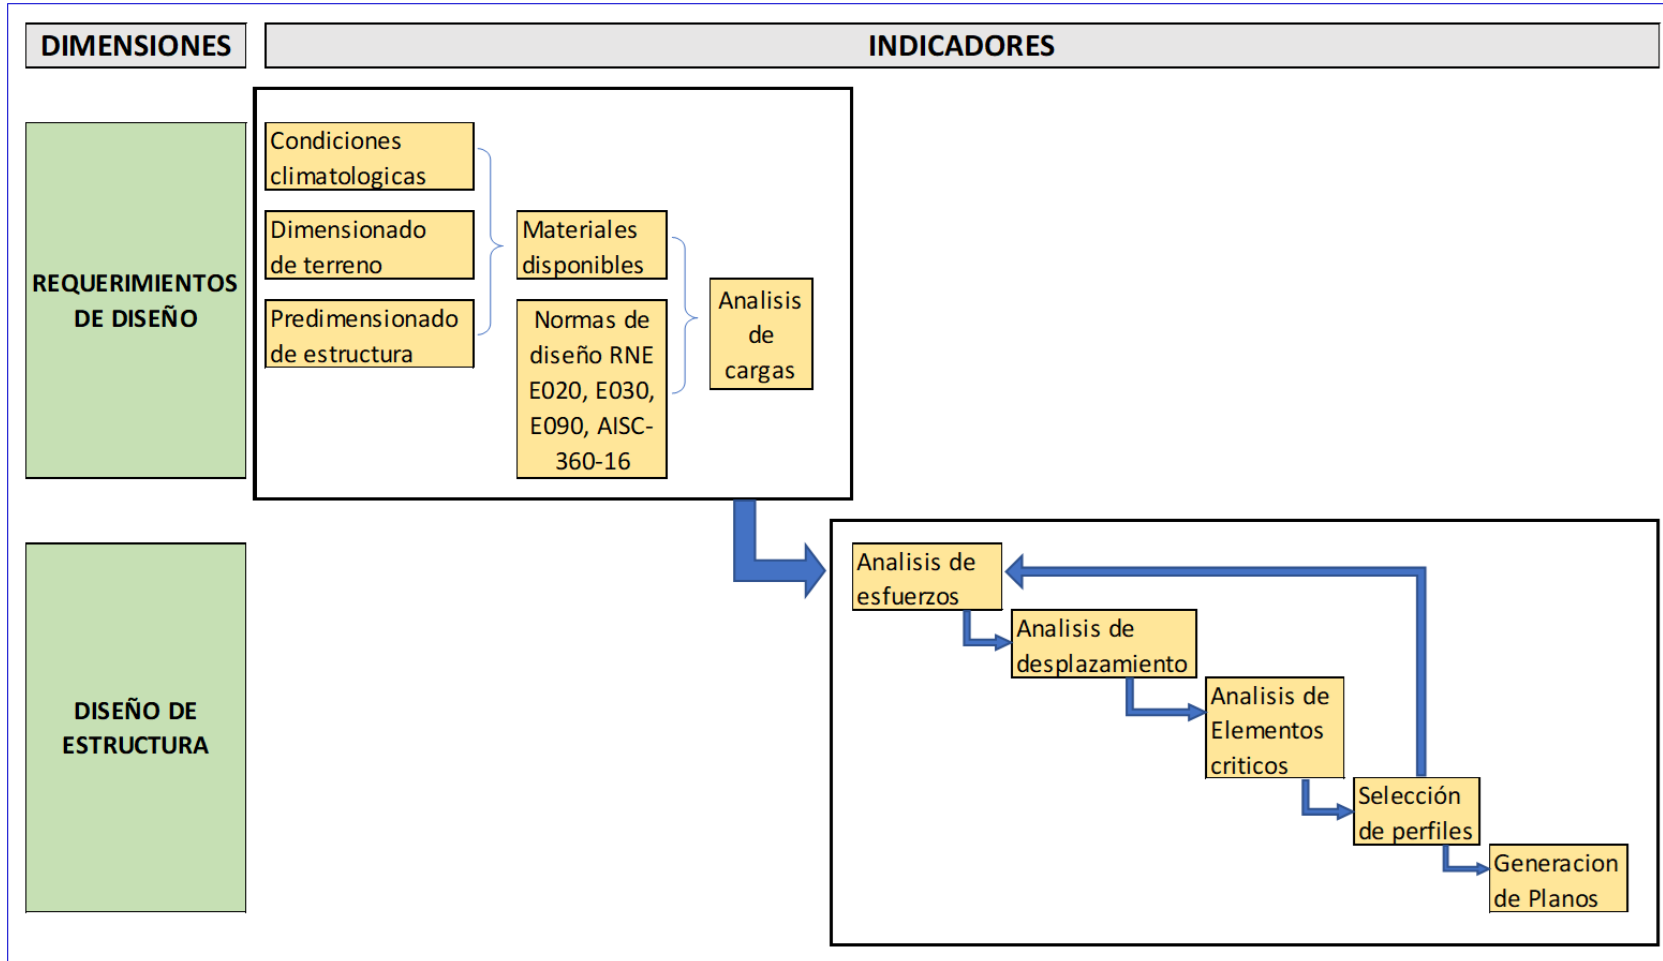 DIMENSIONES
INDICADORES
REQUERIMIENTOS
DE DISEÑO
Condiciones
climatologicas
Dimensionado
de terreno
Predimensionado
de estructura
Materiales
disponibles
Normas de
diseño RNE
E020, E030,
E090, AISC-
360-16
Analisis
de
cargas
DISEÑO DE
ESTRUCTURA
Analisis de
esfuerzos
Analisis de
desplazamiento
Analisis de
Elementos
criticos
Selección
de perfiles
Generacion
de Planos